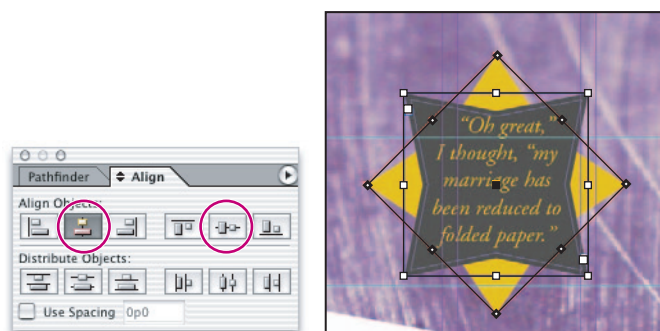 Pathfinder
Align
Align Objects:
Distribute Objects:
Use Spacing 0p0
“Oh great,”
I thought, “my
marriage has
been reduced to
folded paper.”